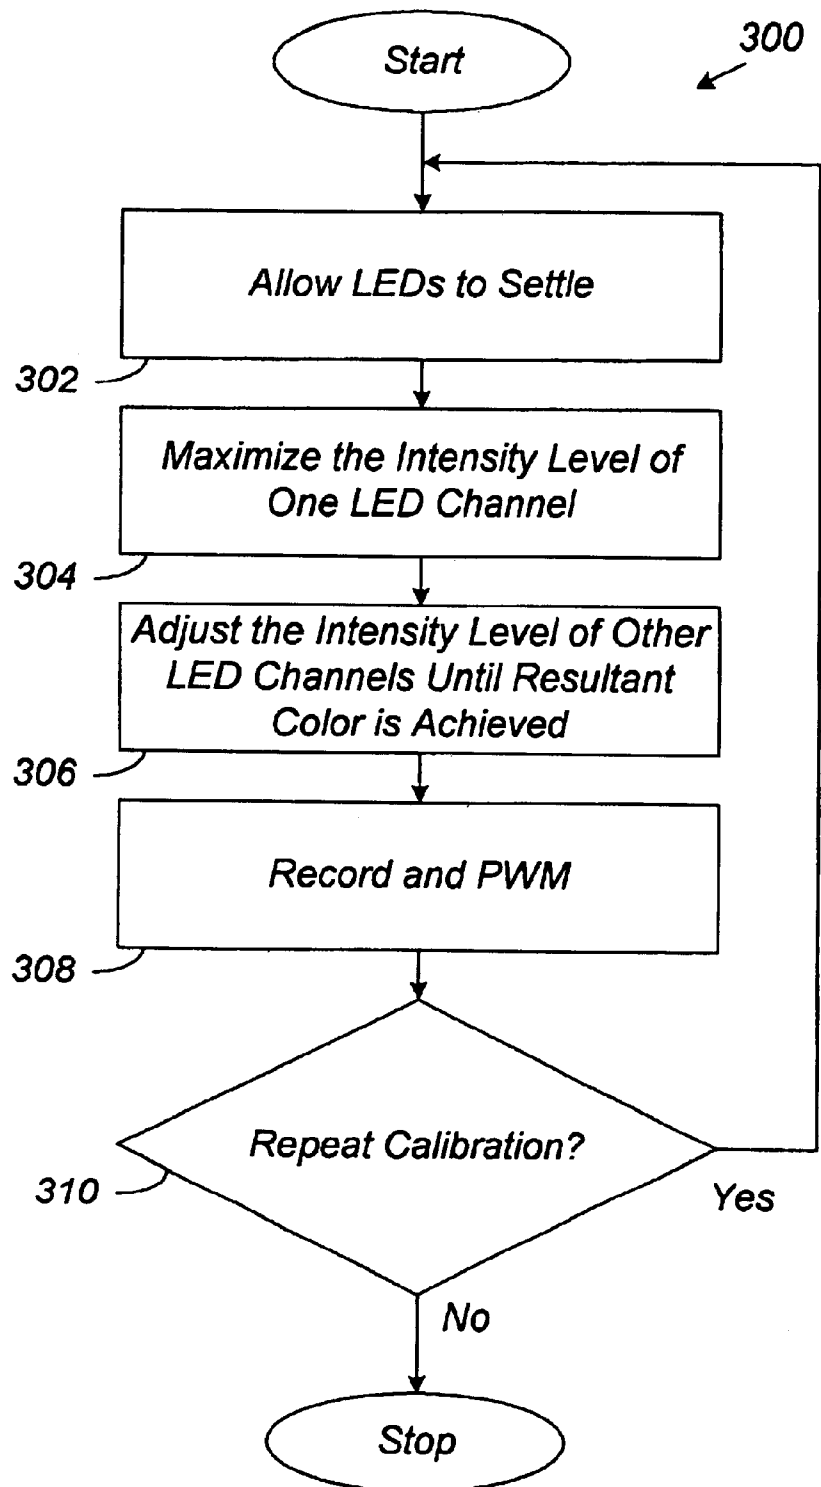 Start
300
Allow LEDs to Settle
302
Maximize the Intensity Level of
One LED Channel
304
Adjust the Intensity Level of Other
LED Channels Until Resultant
Color is Achieved
306
Record and PWM
308
Repeat Calibration?
310
Yes
No
Stop